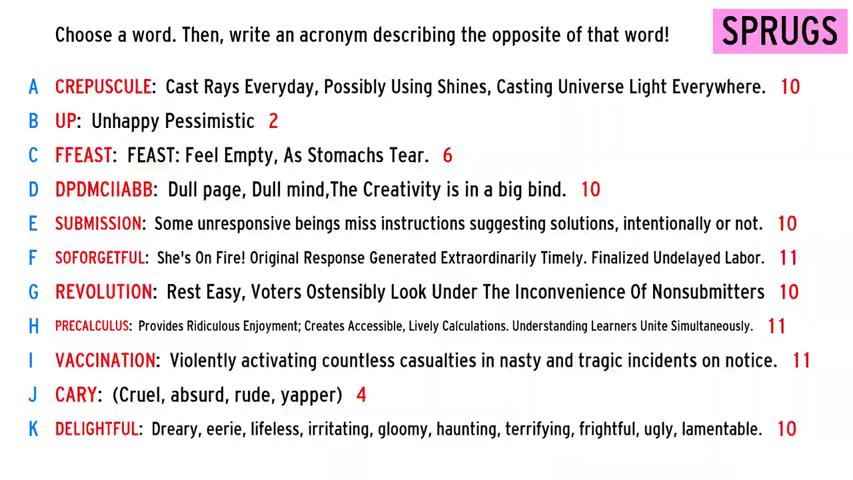 Choose a word. Then, write an acronym describing the opposite of that word!
SPRUGS
A CREPUSCULE: Cast Rays Everyday, Possibly Using Shines, Casting Universe Light Everywhere. 10
B UP: Unhappy Pessimistic 2
C FFEAST: FEAST: Feel Empty, As Stomachs Tear. 6
D DPDMCIIABB: Dull page, Dull mind,The Creativity is in a big bind. 10
E SUBMISSION: Some unresponsive beings miss instructions suggesting solutions, intentionally or not. 10
F SOFORGETFUL: She's On Fire! Original Response Generated Extraordinarily Timely. Finalized Undelayed Labor. 11
G REVOLUTION: Rest Easy, Voters Ostensibly Look Under The Inconvenience Of Nonsubmitters 10
H PRECALCULUS: Provides Ridiculous Enjoyment; Creates Accessible, Lively Calculations. Understanding Learners Unite Simultaneously. 11
I VACCINATION: Violently activating countless casualties in nasty and tragic incidents on notice. 11
J CARY: (Cruel, absurd, rude, yapper) 4
K DELIGHTFUL: Dreary, eerie, lifeless, irritating, gloomy, haunting, terrifying, frightful, ugly, lamentable. 10